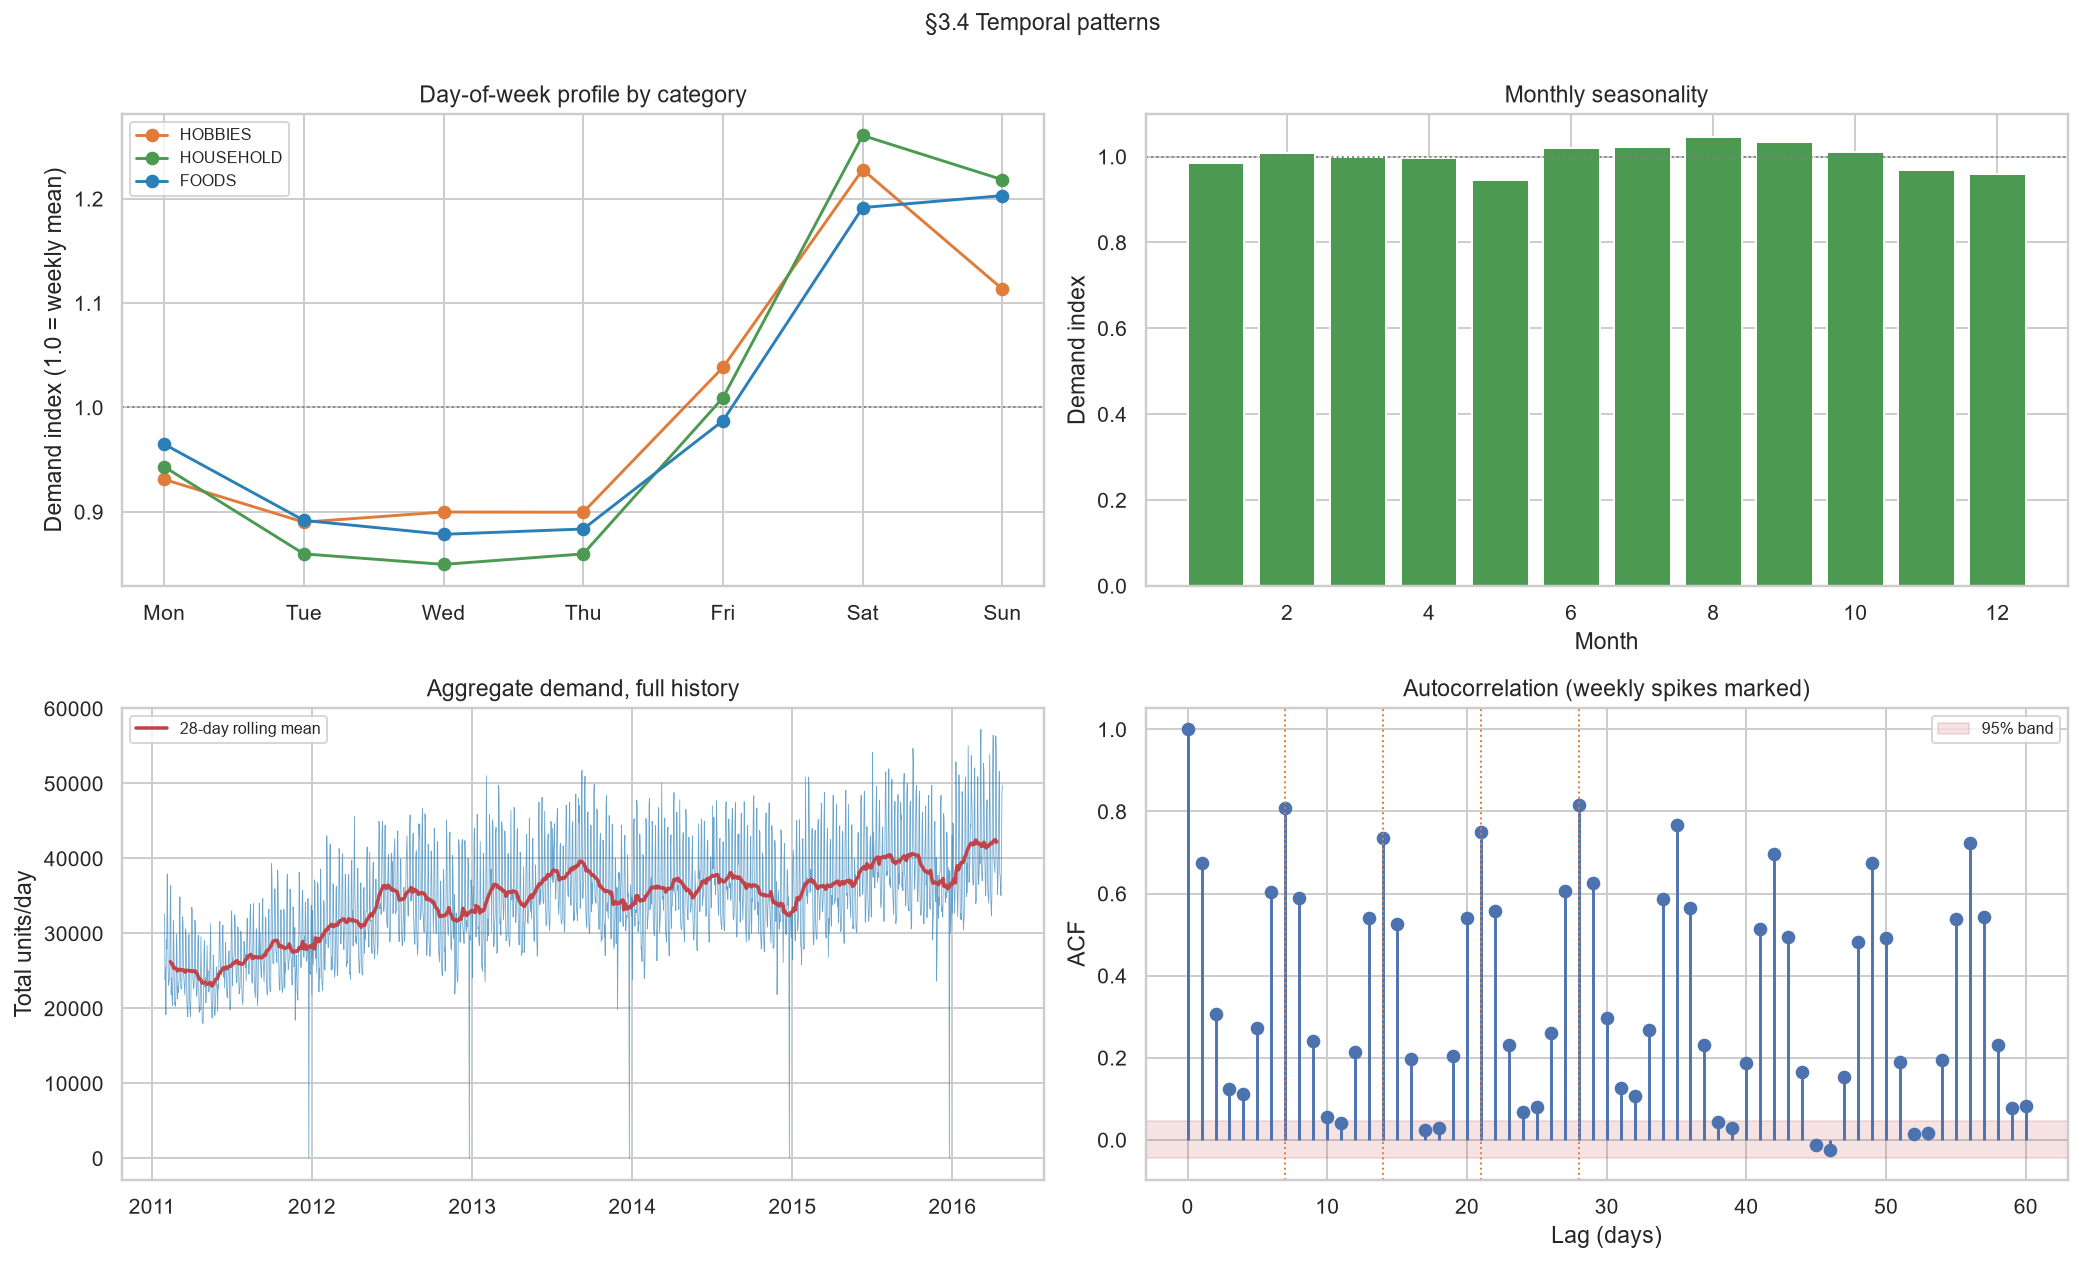 §3.4 Temporal patterns
Day-of-week profile by category
HOBBIES
HOUSEHOLD
FOODS
Demand index (1.0 = weekly mean)
1.2
1.1
1.0
0.9
Mon Tue Wed Thu Fri Sat Sun
Monthly seasonality
Demand index
1.0
0.8
0.6
0.4
0.2
0.0
2 4 6 8 10 12
Month
Aggregate demand, full history
28-day rolling mean
Total units/day
60000
50000
40000
30000
20000
10000
0
2011 2012 2013 2014 2015 2016
Autocorrelation (weekly spikes marked)
95% band
ACF
1.0
0.8
0.6
0.4
0.2
0.0
0 10 20 30 40 50 60
Lag (days)